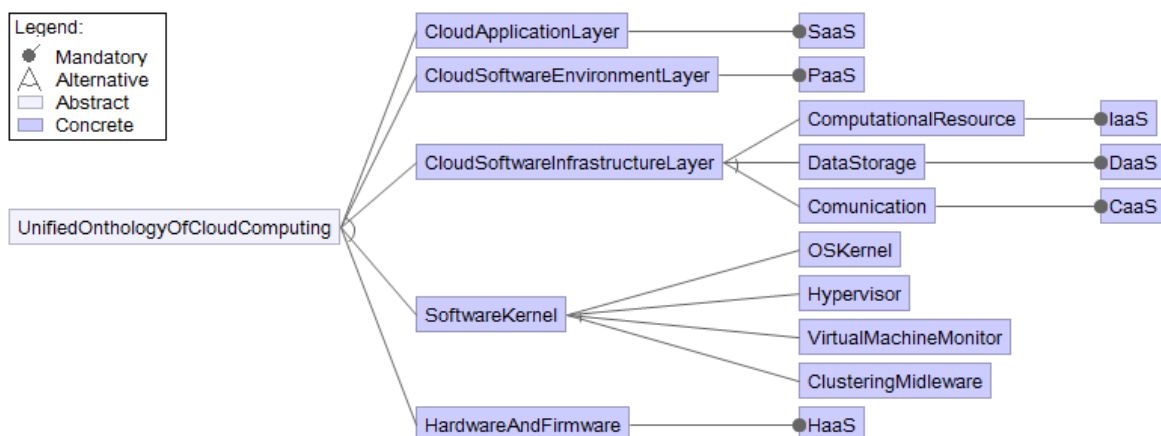 Legend:
Mandatory
Alternative
Abstract
Concrete
UnifiedOnthologyOfCloudComputing
CloudApplicationLayer
SaaS
CloudSoftwareEnvironmentLayer
PaaS
CloudSoftwareInfrastructureLayer
ComputationalResource
IaaS
DataStorage
DaaS
Comunication
CaaS
SoftwareKernel
OSKernel
Hypervisor
VirtualMachineMonitor
ClusteringMidleware
HardwareAndFirmware
HaaS